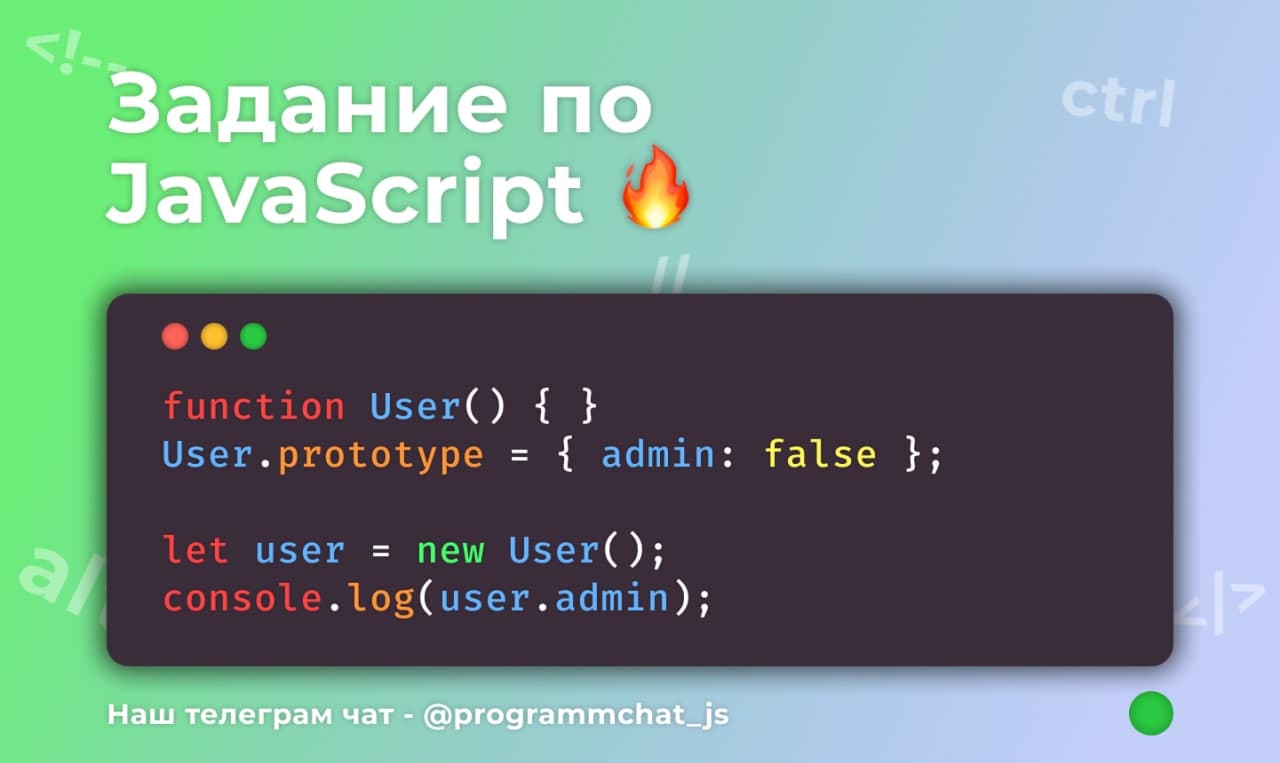 <!--
Задание по
JavaScript
ctrl
//
function User() { }
User.prototype = { admin: false };
let user = new User();
console.log(user.admin);
<|>
Наш телеграм чат - @programmchat_js